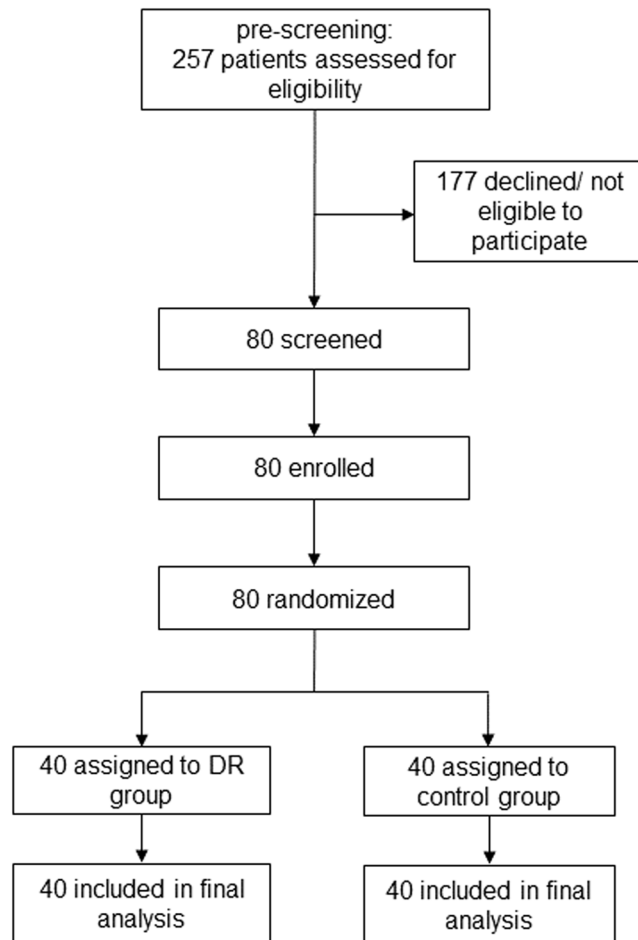 pre-screening:
257 patients assessed for
eligibility
177 declined/ not
eligible to
participate
80 screened
80 enrolled
80 randomized
40 assigned to DR
group
40 assigned to
control group
40 included in final
analysis
40 included in final
analysis